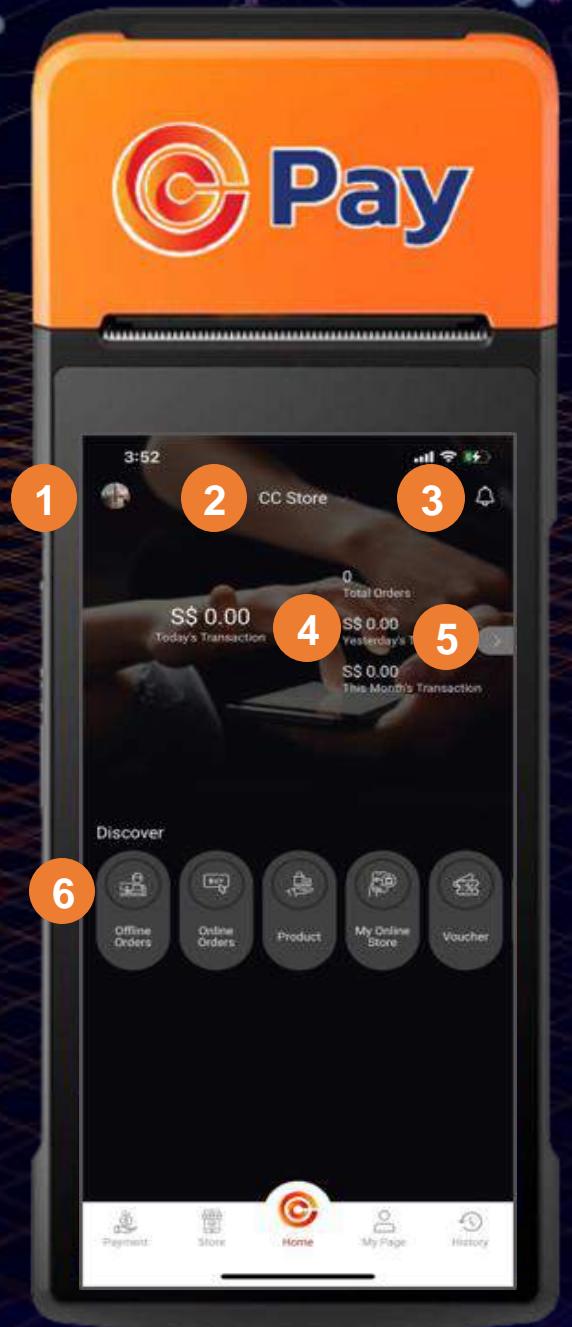 C Pay
3:52
1
2
CC Store
3
0
Total Orders
S$ 0.00
Today's Transaction
4
S$ 0.00
Yesterday's T
5
S$ 0.00
This Month's Transaction
Discover
6
BUY
Offline
Orders
Online
Orders
Product
My Online
Store
Voucher
Payment
Store
Home
My Page
History